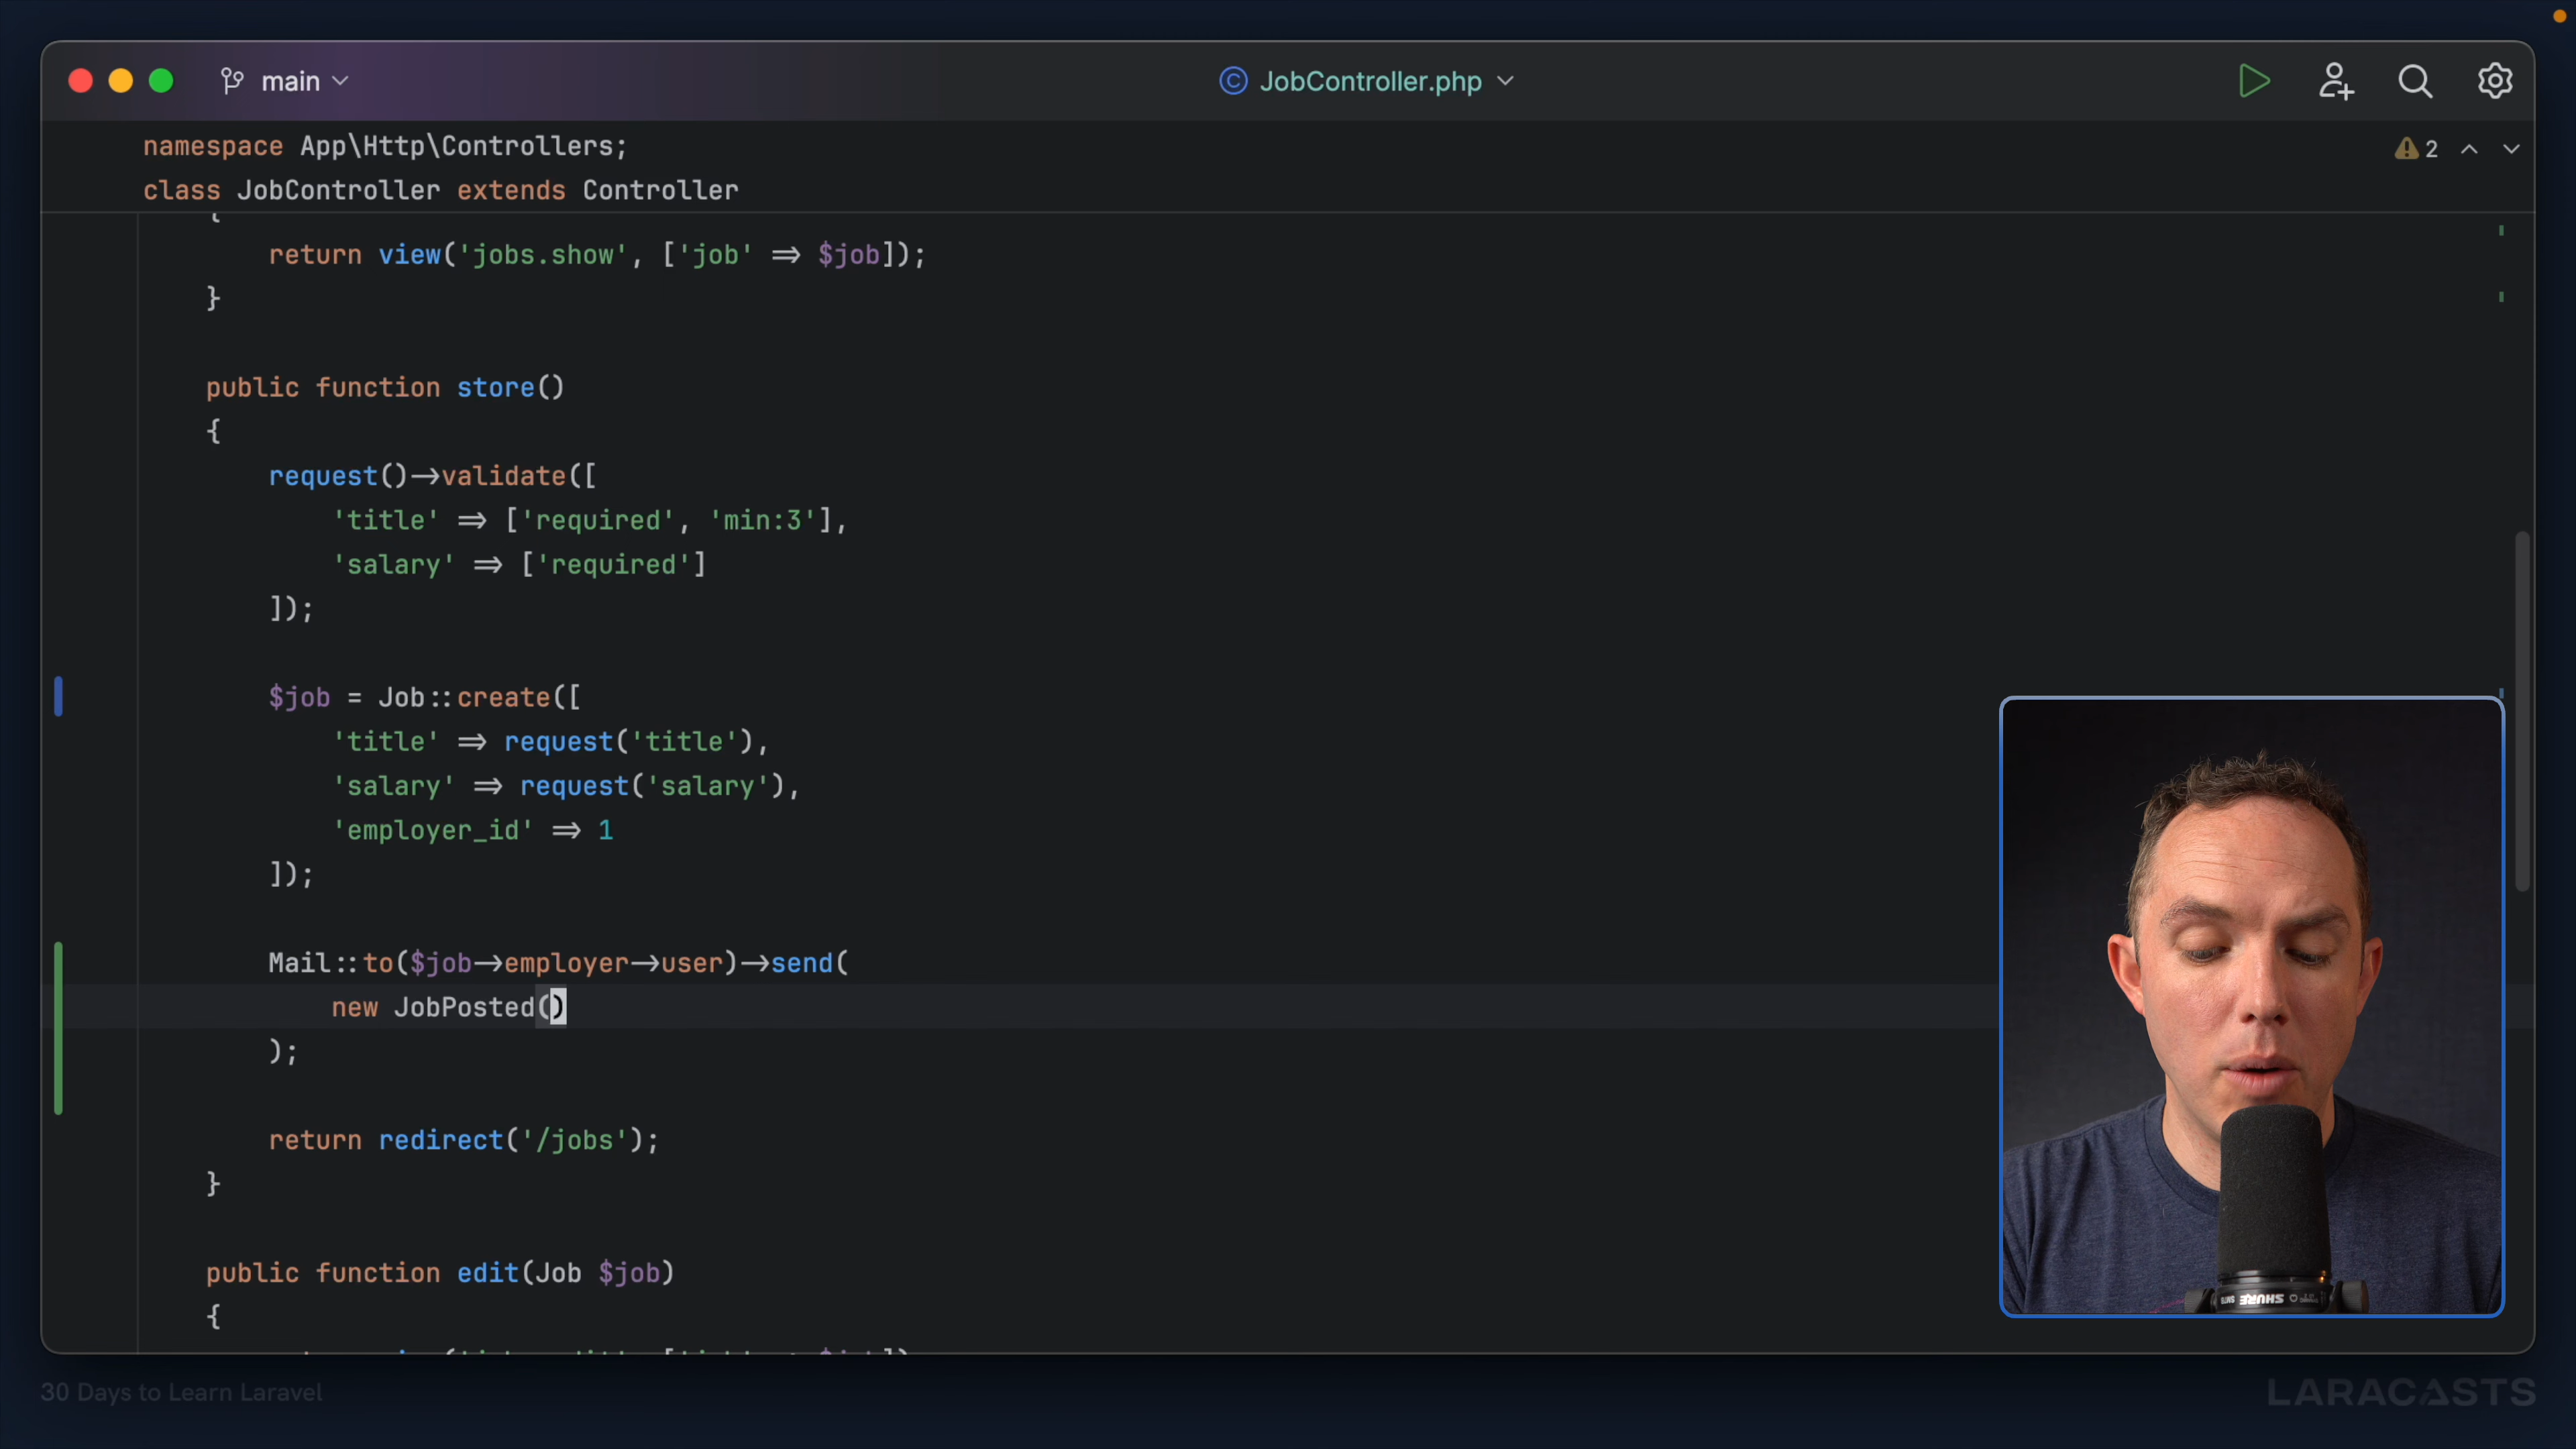 main
JobController.php
namespace App\Http\Controllers;
2
class JobController extends Controller
{
return view('jobs.show', ['job' => $job]);
}
public function store()
{
request()->validate([
'title' => ['required', 'min:3'],
'salary' => ['required']
]);
$job = Job::create([
'title' => request('title'),
'salary' => request('salary'),
'employer_id' => 1
]);
Mail::to($job->employer->user)->send(
new JobPosted()
);
return redirect('/jobs');
}
public function edit(Job $job)
{
SHURE
30 Days to Learn Laravel
LARACASTS